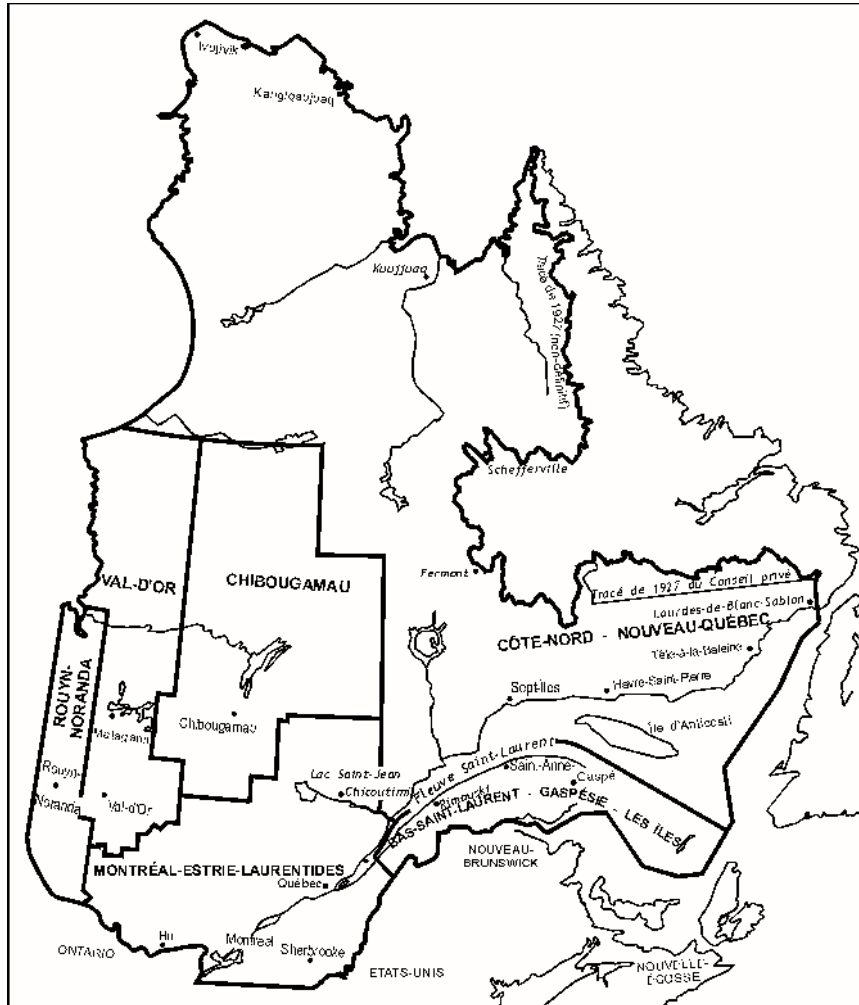 Ivujivik
Kangiqsujuaq
Kuujjuaq
Tracé de 1927 (non-définitif)
Schefferville
VAL-D'OR
CHIBOUGAMAU
Fermont
Tracé de 1927 du Conseil privé
Lourdes-de-Blanc-Sablon
CÔTE-NORD - NOUVEAU-QUÉBEC
Tête-à-la-Baleine
ROUYN-
NORANDA
Sept-Îles
Havre-Saint-Pierre
Matagami
Chibougamau
Île d'Anticosti
Fleuve Saint-Laurent
Rouyn-
Noranda
Lac Saint-Jean
Chicoutimi
Sain.-Anne
Gaspé
Val-d'Or
Rimouski
BAS-SAINT-LAURENT - GASPÉSIE - LES ÎLES
MONTRÉAL-ESTRIE-LAURENTIDES
NOUVEAU-
BRUNSWICK
Québec
Montréal
Sherbrooke
ONTARIO
ETATS-UNIS
NOUVELLE-
ÉCOSSE